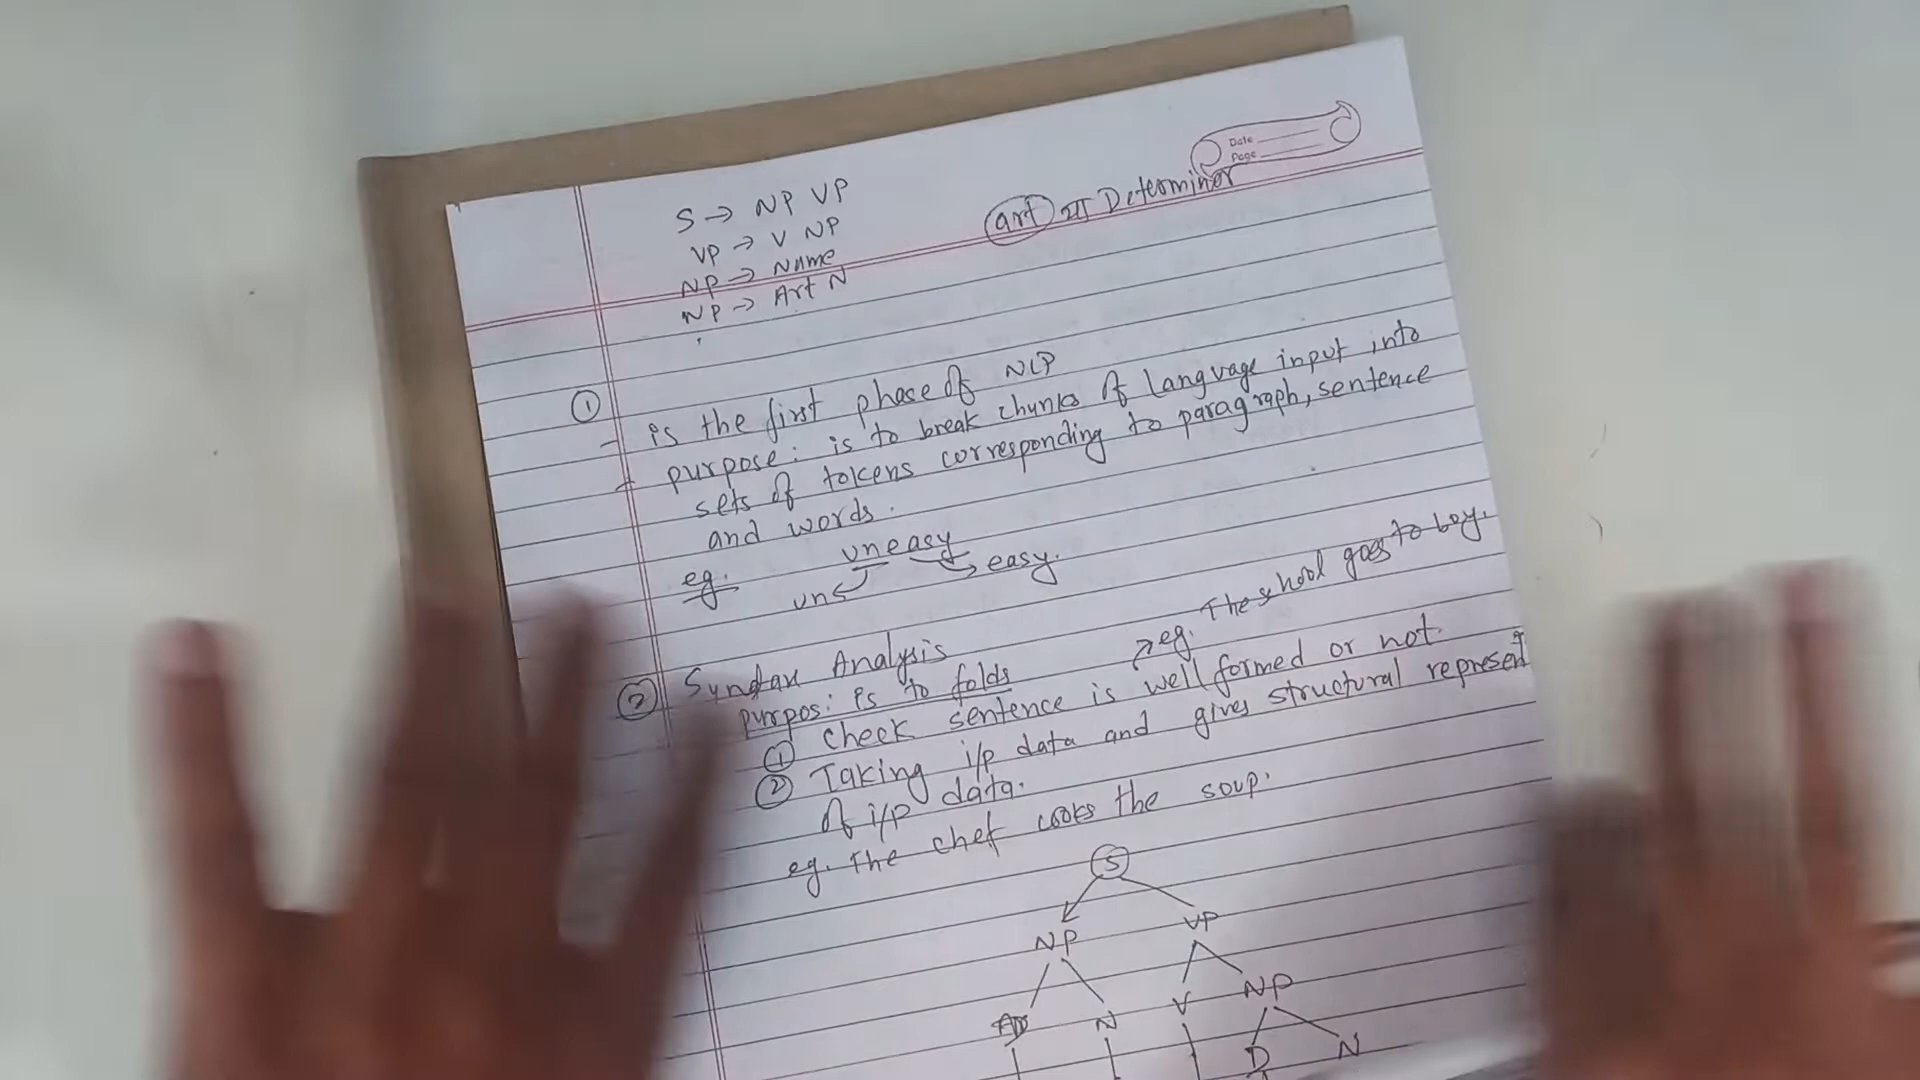 Date
Page
S → NP VP
VP → V NP
NP → Name
NP → Art N
art या Determinor
① - is the first phase of NLP
+ purpose: is to break chunks of language input into
sets of tokens corresponding to paragraph, sentence
and words.
eg. uneasy
un easy.
eg. The school goes to boy.
② Syntax Analysis
purpos: is to folds
① check sentence is well formed or not.
② Taking i/p data and gives structural represent
of i/p data.
eg. The chef cooks the soup.
S
NP VP
N V NP
D N